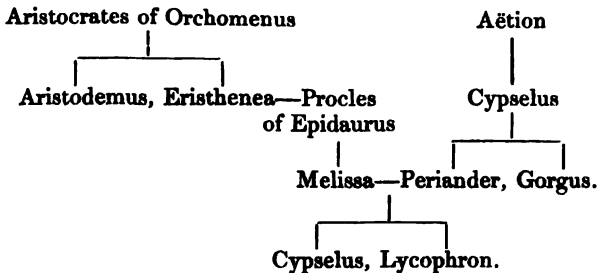 Aristocrates of Orchomenus Aëtion
Aristodemus, Eristhenea—Procles Cypselus
of Epidaurus
Melissa—Periander, Gorgus.
Cypselus, Lycophron.